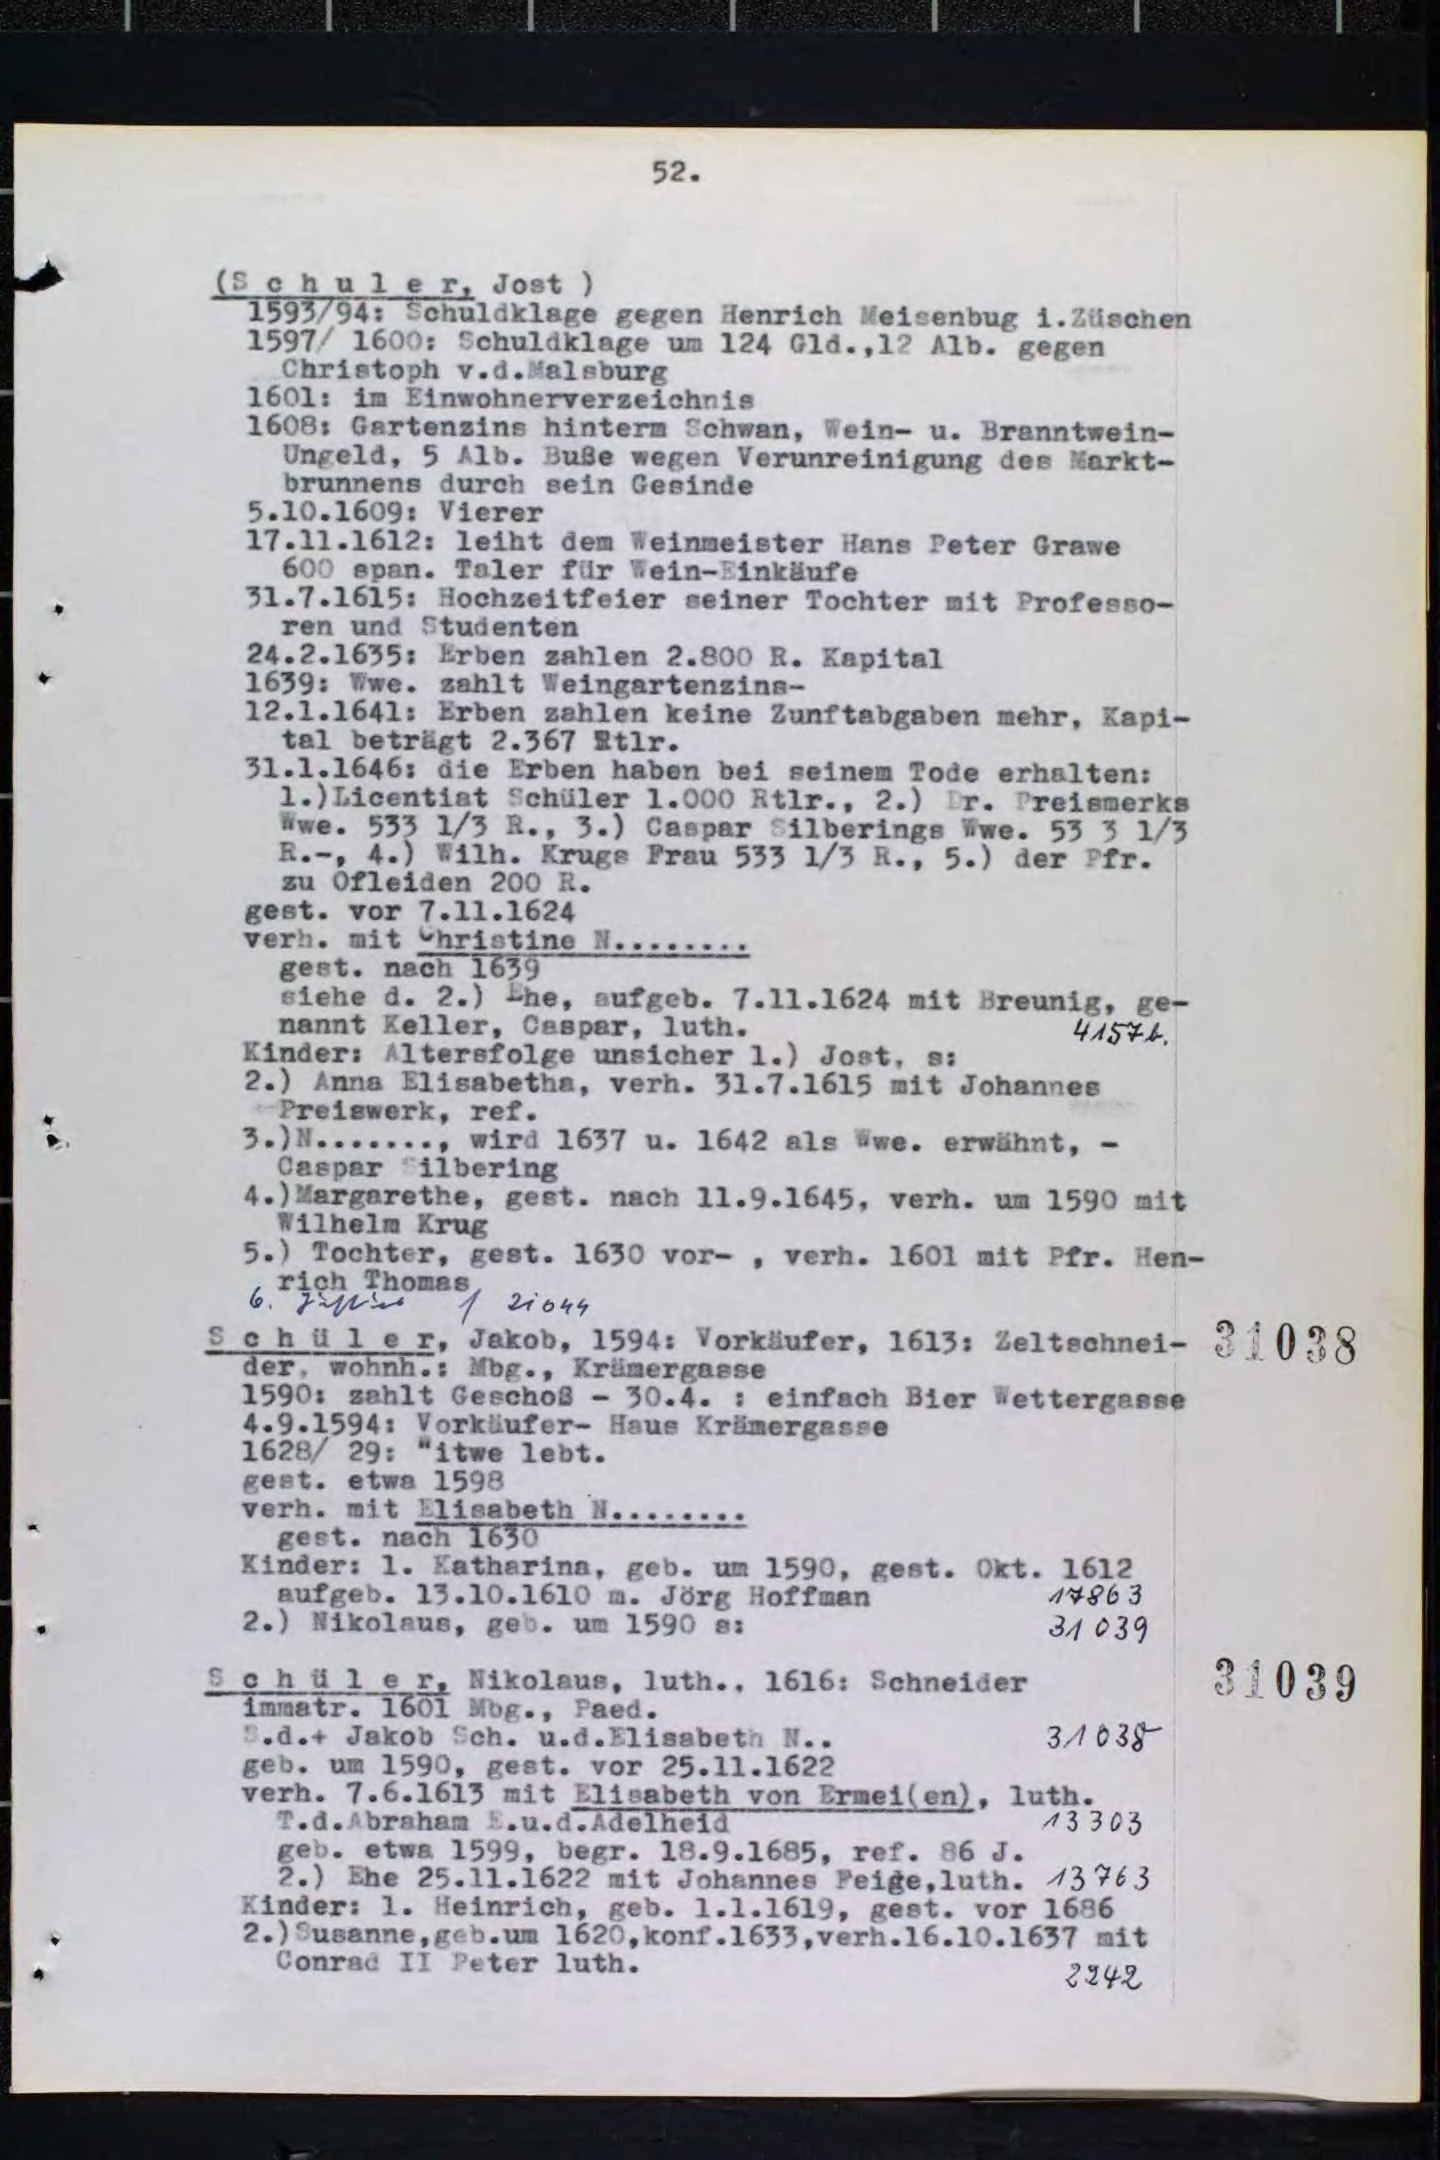 52.
(S c h u l e r, Jost )
1593/94: Schuldklage gegen Henrich Meisenbug i.Züschen
1597/ 1600: Schuldklage um 124 Gld.,12 Alb. gegen
Christoph v.d.Malsburg
1601: im Einwohnerverzeichnis
1608: Gartenzins hinterm Schwan, Wein- u. Branntwein-
Ungeld, 5 Alb. Buße wegen Verunreinigung des Markt-
brunnens durch sein Gesinde
5.10.1609: Vierer
17.11.1612: leiht dem Weinmeister Hans Peter Grawe
600 span. Taler für Wein-Einkäufe
31.7.1615: Hochzeitfeier seiner Tochter mit Professo-
ren und Studenten
24.2.1635: Erben zahlen 2.800 R. Kapital
1639: Wwe. zahlt Weingartenzins-
12.1.1641: Erben zahlen keine Zunftabgaben mehr, Kapi-
tal beträgt 2.367 Rtlr.
31.1.1646: die Erben haben bei seinem Tode erhalten:
1.)Licentiat Schüler 1.000 Rtlr., 2.) Dr. Preismerks
Wwe. 533 1/3 R., 3.) Caspar Silberings Wwe. 53 3 1/3
R.-, 4.) Wilh. Krugs Frau 533 1/3 R., 5.) der Pfr.
zu Ofleiden 200 R.
gest. vor 7.11.1624
verh. mit Christine N........
gest. nach 1639
siehe d. 2.) Ehe, aufgeb. 7.11.1624 mit Breunig, ge-
nannt Keller, Caspar, luth. 41576.
Kinder: Altersfolge unsicher 1.) Jost, s:
2.) Anna Elisabetha, verh. 31.7.1615 mit Johannes
Preiswerk, ref.
3.)N......., wird 1637 u. 1642 als Wwe. erwähnt, -
Caspar Silbering
4.)Margarethe, gest. nach 11.9.1645, verh. um 1590 mit
Wilhelm Krug
5.) Tochter, gest. 1630 vor- , verh. 1601 mit Pfr. Hen-
rich Thomas
6. / 21044
S c h ü l e r, Jakob, 1594: Vorkäufer, 1613: Zeltschnei- 31038
der, wohnh.: Mbg., Krämergasse
1590: zahlt Geschoß - 30.4. : einfach Bier Wettergasse
4.9.1594: Vorkäufer- Haus Krämergasse
1628/ 29: "itwe lebt.
gest. etwa 1598
verh. mit Elisabeth N........
gest. nach 1630
Kinder: 1. Katharina, geb. um 1590, gest. Okt. 1612
aufgeb. 13.10.1610 m. Jörg Hoffman 17863
2.) Nikolaus, geb. um 1590 s: 31039
S c h ü l e r, Nikolaus, luth., 1616: Schneider 31039
immatr. 1601 Mbg., Paed.
S.d.+ Jakob Sch. u.d.Elisabeth N.. 31038
geb. um 1590, gest. vor 25.11.1622
verh. 7.6.1613 mit Elisabeth von Ermei(en), luth.
T.d.Abraham E.u.d.Adelheid 13303
geb. etwa 1599, begr. 18.9.1685, ref. 86 J.
2.) Ehe 25.11.1622 mit Johannes Feige,luth. 13763
Kinder: 1. Heinrich, geb. 1.1.1619, gest. vor 1686
2.)Susanne,geb.um 1620,konf.1633,verh.16.10.1637 mit
Conrad II Peter luth. 2242